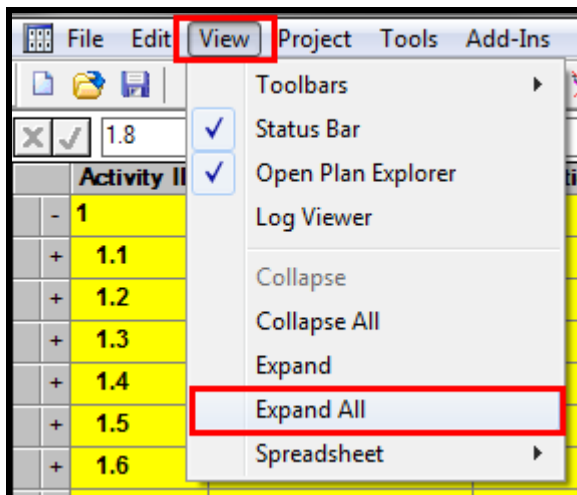 File Edit View Project Tools Add-Ins
Toolbars
1.8 Status Bar
Activity Open Plan Explorer
1 Log Viewer
1.1
1.2 Collapse
1.3 Collapse All
1.4 Expand
1.5 Expand All
1.6 Spreadsheet